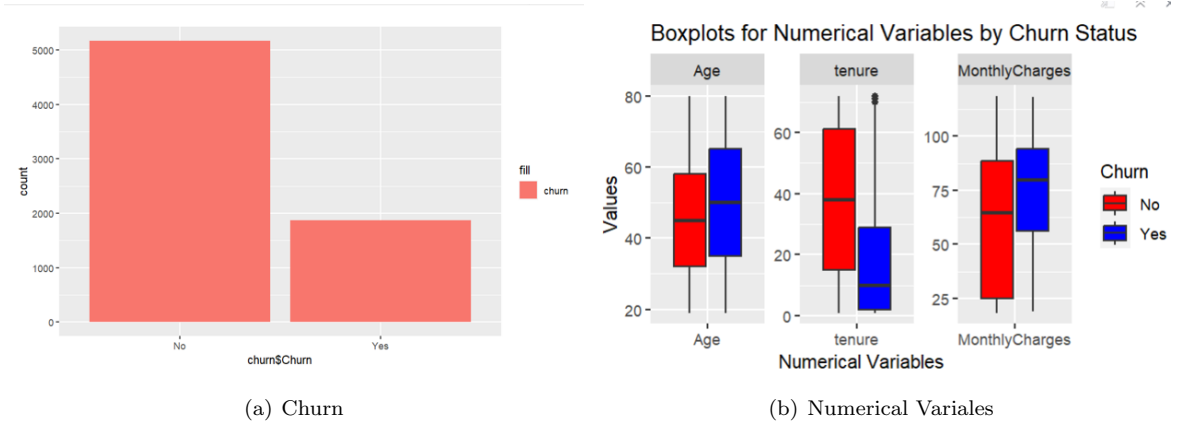 5000
4000
3000
2000
1000
0
count
No
Yes
churn$Churn
fill
churn
(a) Churn
Boxplots for Numerical Variables by Churn Status
Age
tenure
MonthlyCharges
80
60
40
20
Values
60
40
20
0
100
75
50
25
Age
tenure
MonthlyCharges
Numerical Variables
Churn
No
Yes
(b) Numerical Variales